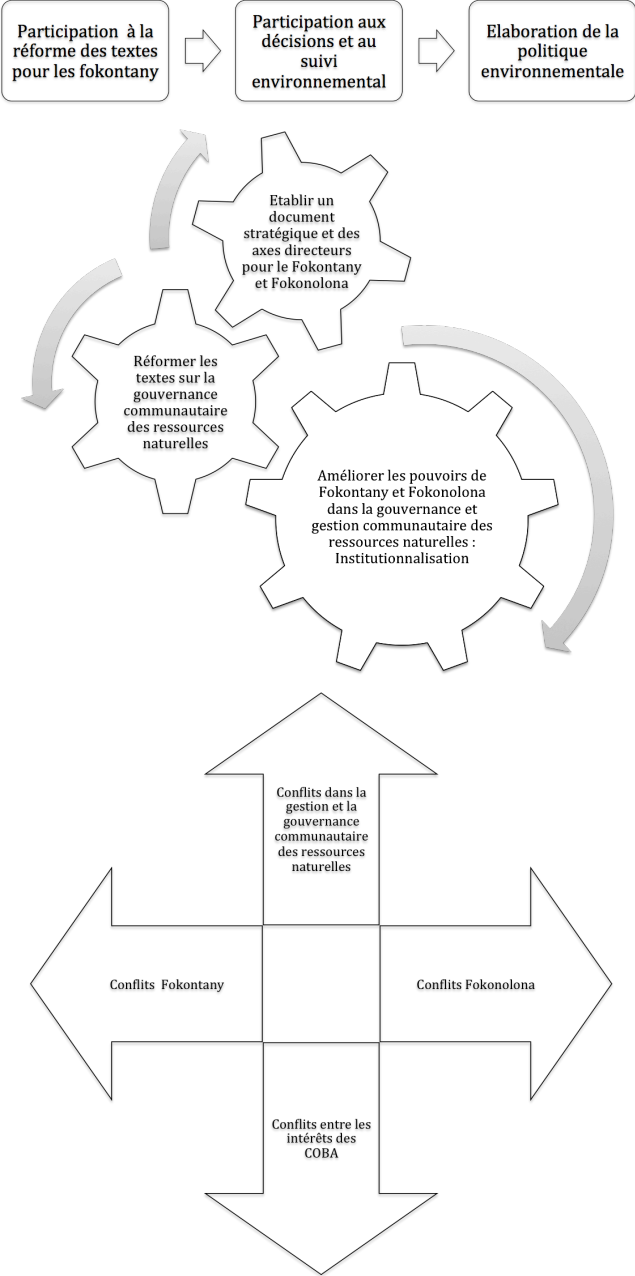 Participation à la
réforme des textes
pour les fokontany
Participation aux
décisions et au
suivi
environnemental
Elaboration de la
politique
environnementale
Etablir un
document
stratégique et des
axes directeurs
pour le Fokontany
et Fokonolona
Réformer les
textes sur la
gouvernance
communautaire
des ressources
naturelles
Améliorer les pouvoirs de
Fokontany et Fokonolona
dans la gouvernance et
gestion communautaire des
ressources naturelles :
Institutionnalisation
Conflits dans la
gestion et la
gouvernance
communautaire
des ressources
naturelles
Conflits Fokontany
Conflits Fokonolona
Conflits entre les
intérêts des
COBA